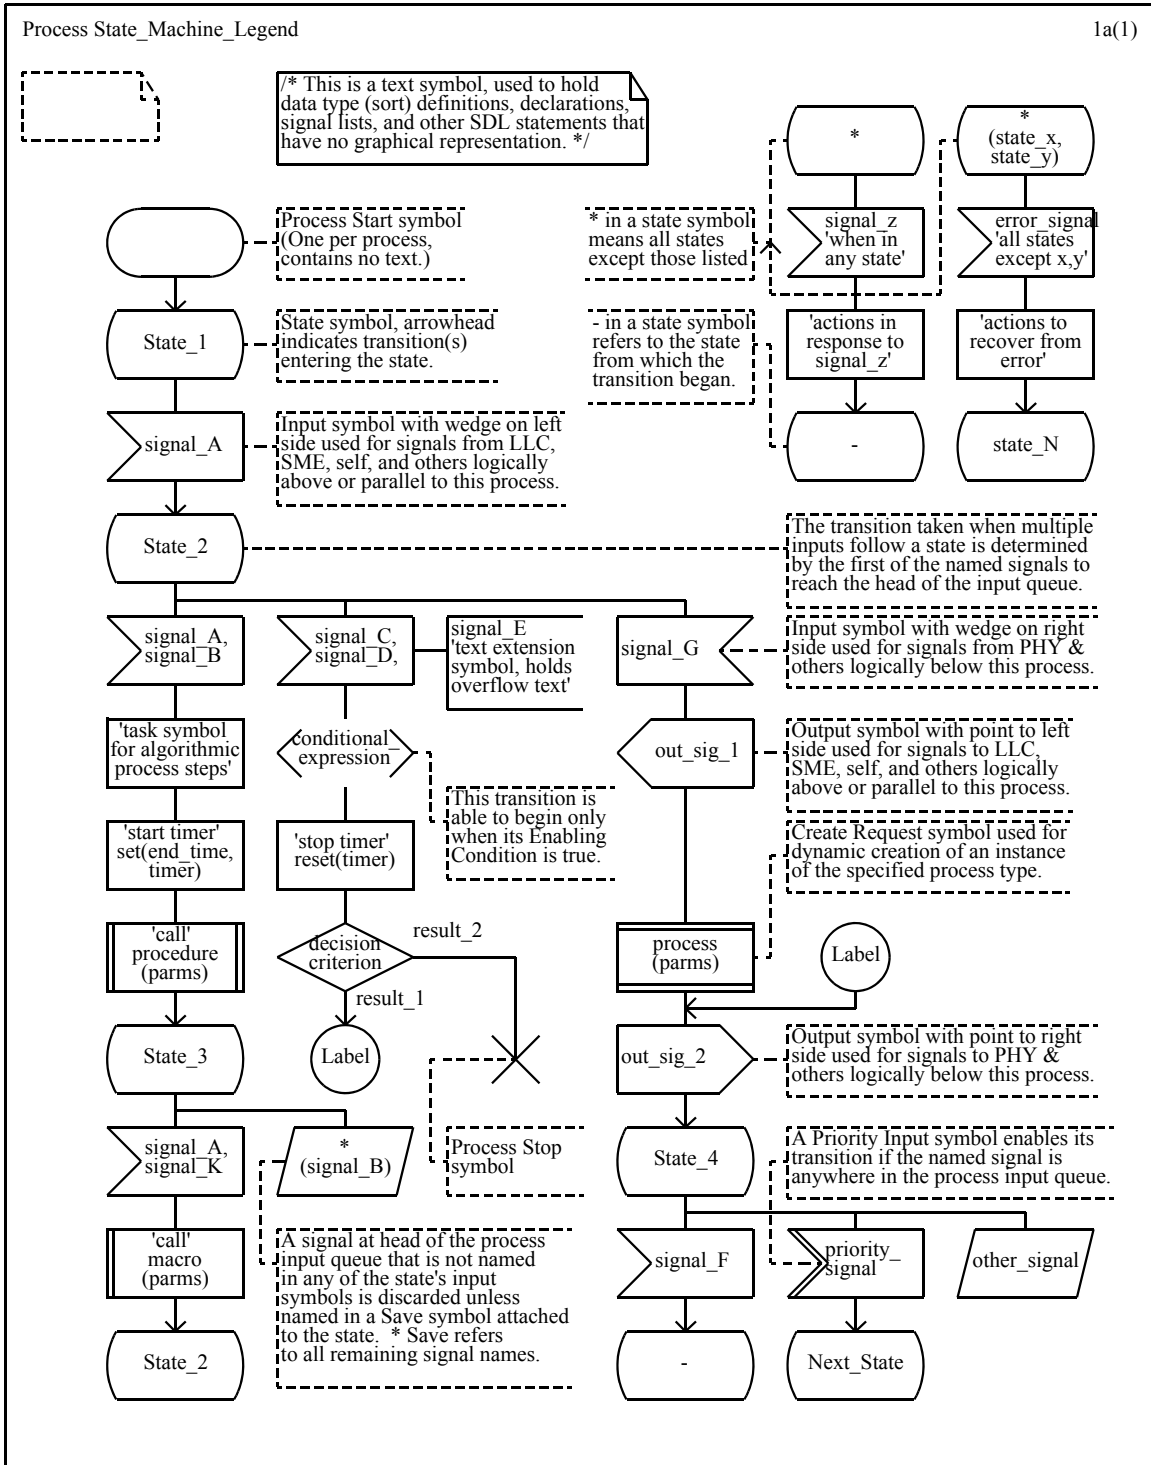 Process State_Machine_Legend
1a(1)
/* This is a text symbol, used to hold
data type (sort) definitions, declarations,
signal lists, and other SDL statements that
have no graphical representation. */
*
*
(state_x,
state_y)
Process Start symbol
(One per process,
contains no text.)
* in a state symbol
means all states
except those listed
signal_z
'when in
any state'
error_signal
'all states
except x,y'
State_1
State symbol, arrowhead
indicates transition(s)
entering the state.
- in a state symbol
refers to the state
from which the
transition began.
'actions in
response to
signal_z'
'actions to
recover from
error'
signal_A
Input symbol with wedge on left
side used for signals from LLC,
SME, self, and others logically
above or parallel to this process.
-
state_N
State_2
The transition taken when multiple
inputs follow a state is determined
by the first of the named signals to
reach the head of the input queue.
signal_A,
signal_B
signal_C,
signal_D,
signal_E
'text extension
symbol, holds
overflow text'
signal_G
Input symbol with wedge on right
side used for signals from PHY &
others logically below this process.
'task symbol
for algorithmic
process steps'
conditional_
expression
This transition is
able to begin only
when its Enabling
Condition is true.
out_sig_1
Output symbol with point to left
side used for signals to LLC,
SME, self, and others logically
above or parallel to this process.
'start timer'
set(end_time,
timer)
'stop timer'
reset(timer)
Create Request symbol used for
dynamic creation of an instance
of the specified process type.
'call'
procedure
(parms)
decision
criterion
result_2
result_1
process
(parms)
Label
State_3
Label
out_sig_2
Output symbol with point to right
side used for signals to PHY &
others logically below this process.
signal_A,
signal_K
*
(signal_B)
Process Stop
symbol
State_4
A Priority Input symbol enables its
transition if the named signal is
anywhere in the process input queue.
'call'
macro
(parms)
A signal at head of the process
input queue that is not named
in any of the state's input
symbols is discarded unless
named in a Save symbol attached
to the state.  * Save refers
to all remaining signal names.
signal_F
priority_
signal
other_signal
State_2
-
Next_State